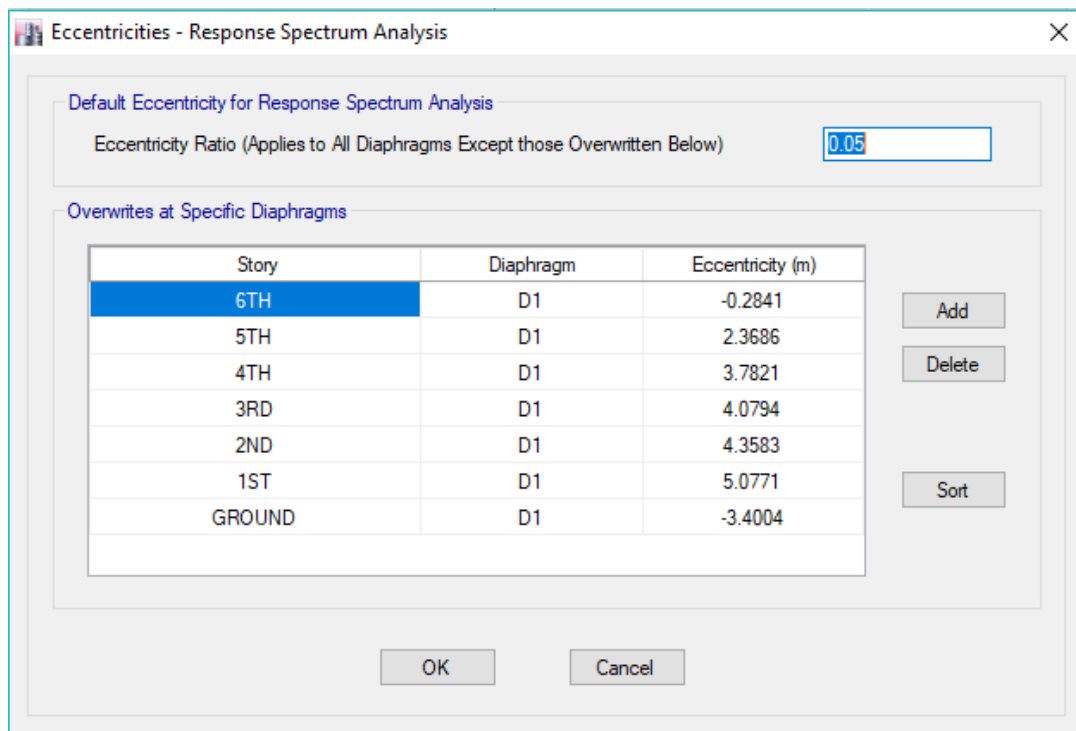 Eccentricities - Response Spectrum Analysis
Default Eccentricity for Response Spectrum Analysis
Eccentricity Ratio (Applies to All Diaphragms Except those Overwritten Below) 0.05
Overwrites at Specific Diaphragms
Story Diaphragm Eccentricity (m)
6TH D1 -0.2841
5TH D1 2.3686
4TH D1 3.7821
3RD D1 4.0794
2ND D1 4.3583
1ST D1 5.0771
GROUND D1 -3.4004
Add
Delete
Sort
OK Cancel